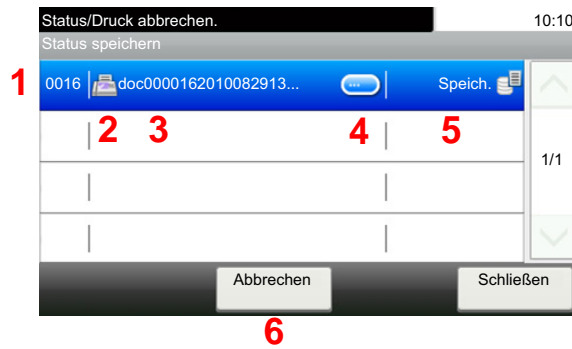 Status/Druck abbrechen. 10:10
Status speichern
1 0016 doc0000162010082913... Speich.
2 3 4 5
1/1
Abbrechen Schließen
6